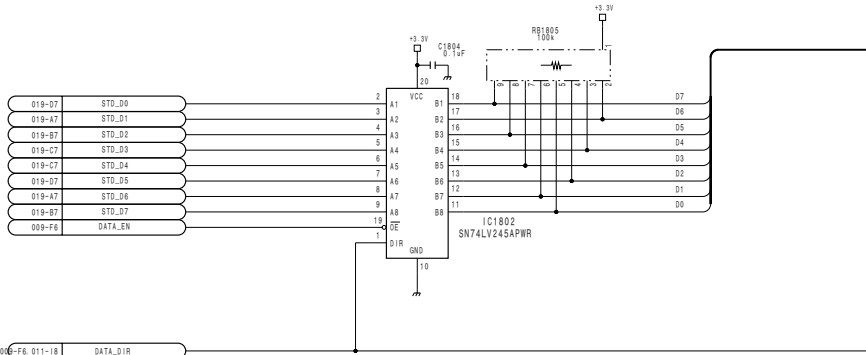 +3.3V
RB1805
100k
1
+3.3V
C1804
0.1uF
20
VCC
9 8 7 6 5 4 3 2
019-D7 STD_D0 2 A1 B1 18 D7
019-A7 STD_D1 3 A2 B2 17 D6
019-B7 STD_D2 4 A3 B3 16 D5
019-C7 STD_D3 5 A4 B4 15 D4
019-C7 STD_D4 6 A5 B5 14 D3
019-D7 STD_D5 7 A6 B6 13 D2
019-A7 STD_D6 8 A7 B7 12 D1
019-B7 STD_D7 9 A8 B8 11 D0
009-F6 DATA_EN 19 OE
IC1802
SN74LV245APWR
1 DIR
GND
10
009-F6, 011-I8 DATA_DIR